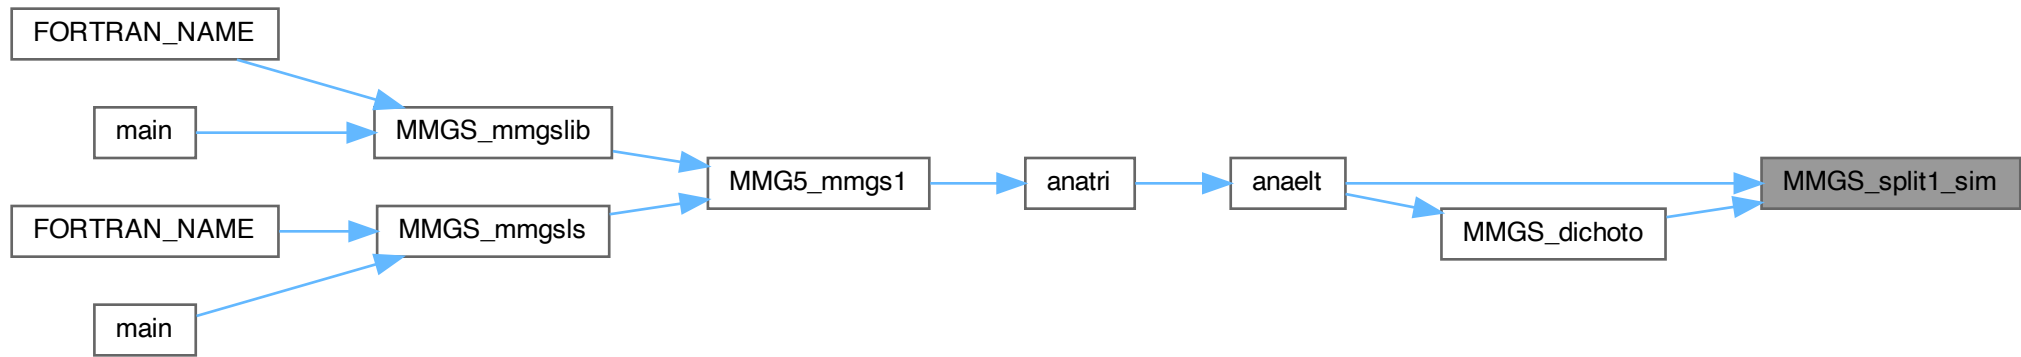 FORTRAN_NAME
main
MMGS_mmgslib
FORTRAN_NAME
MMGS_mmgsls
main
MMG5_mmgs1
anatri
anaelt
MMGS_dichoto
MMGS_split1_sim